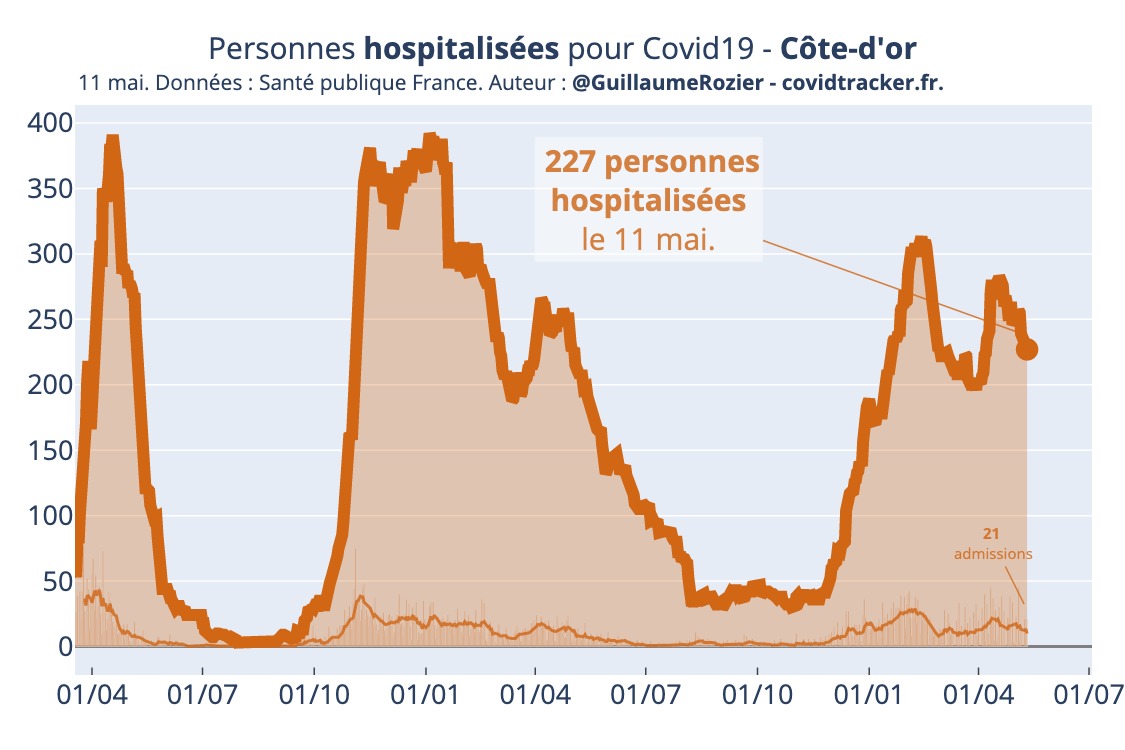 Personnes hospitalisées pour Covid19 - Côte-d'or
11 mai. Données : Santé publique France. Auteur : @GuillaumeRozier - covidtracker.fr.
400
350
300
250
200
150
100
50
0
227 personnes
hospitalisées
le 11 mai.
21
admissions
01/04 01/07 01/10 01/01 01/04 01/07 01/10 01/01 01/04 01/07